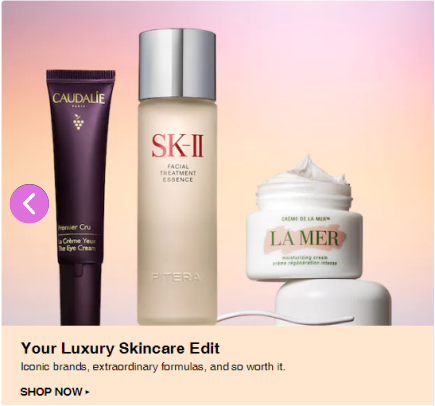 CAUDALÍE
PARIS
Premier Cru
La Crème Yeux
The Eye Cream
SK-II
FACIAL
TREATMENT
ESSENCE
PITERA
CRÈME DE LA MER™
LA MER
moisturizing cream
crème régénération intense
Your Luxury Skincare Edit
Iconic brands, extraordinary formulas, and so worth it.
SHOP NOW ▸